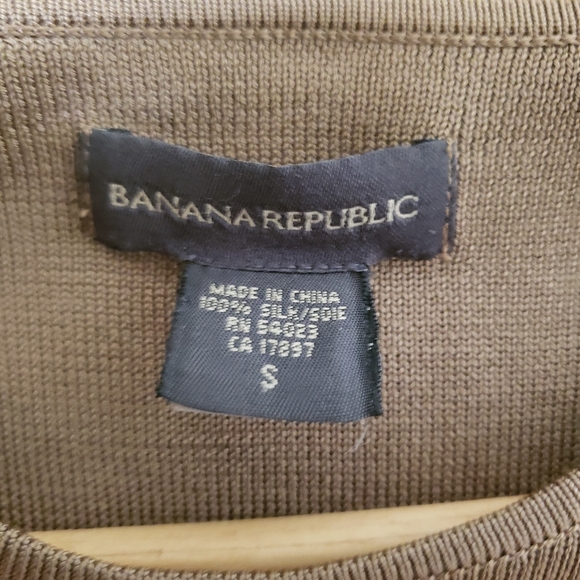 BANANA REPUBLIC
MADE IN CHINA
100% SILK/SOIE
RN 54023
CA 17897
S